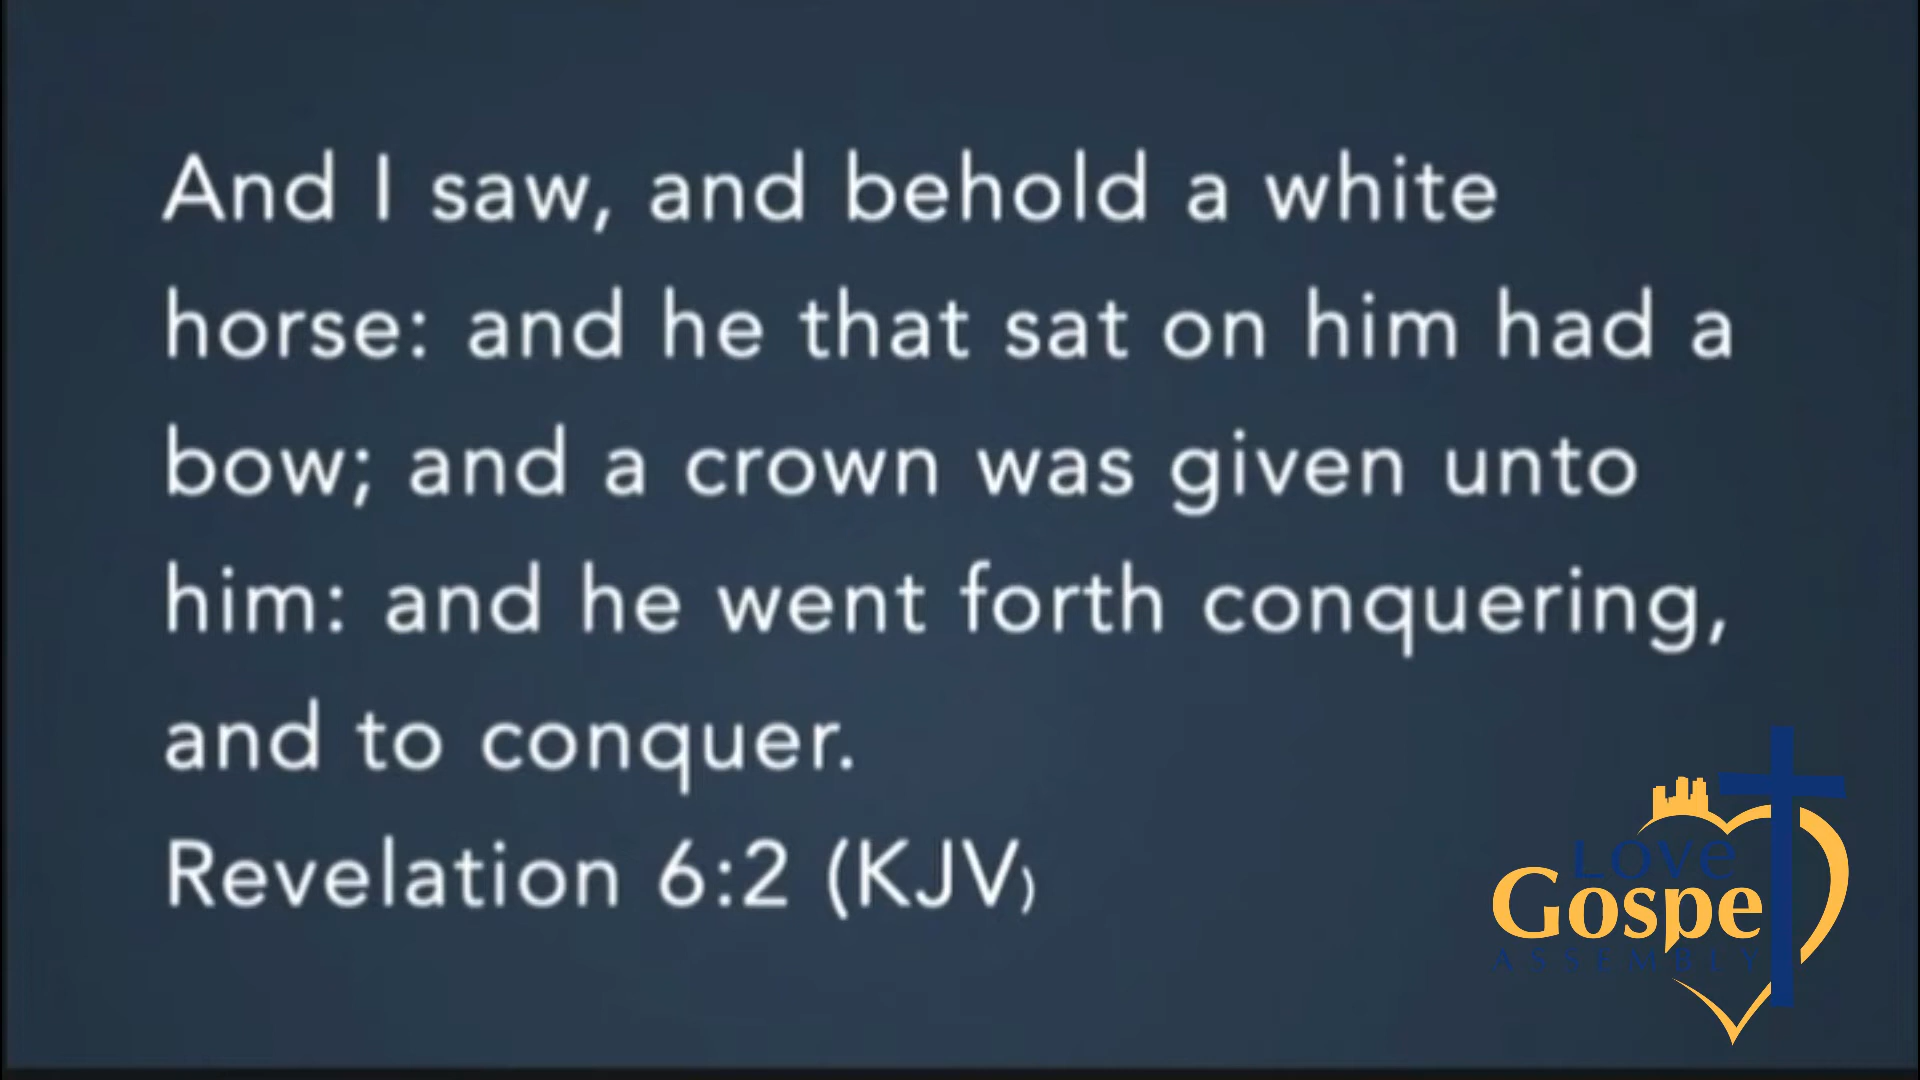 And I saw, and behold a white
horse: and he that sat on him had a
bow; and a crown was given unto
him: and he went forth conquering,
and to conquer.
Revelation 6:2 (KJV)
LOVE
Gospel
ASSEMBLY